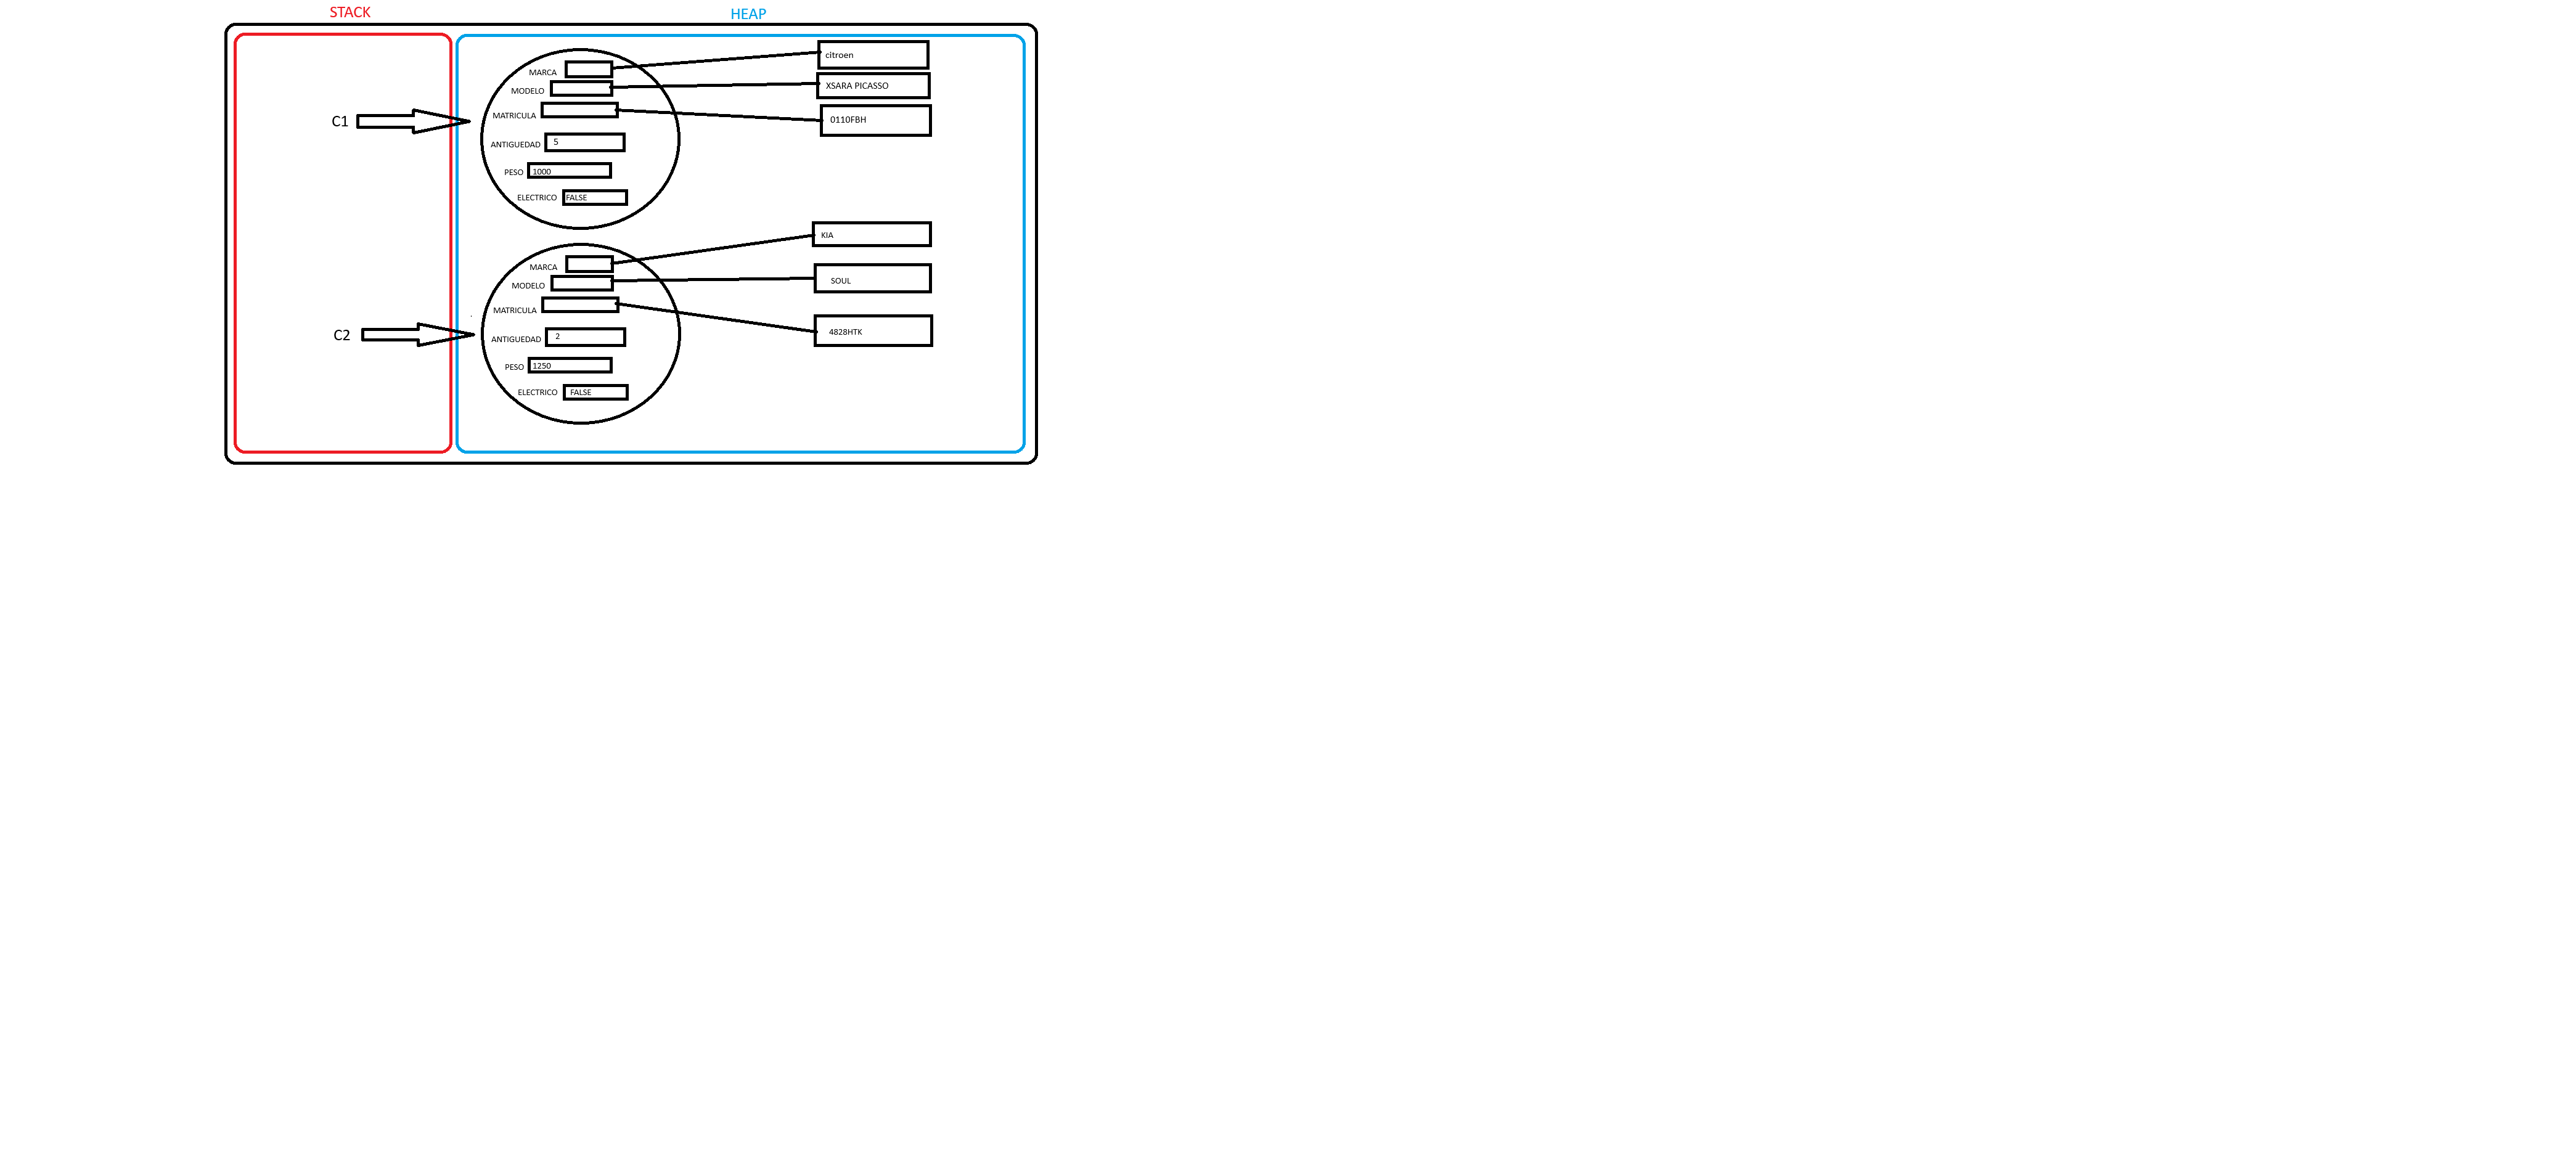 STACK
HEAP
C1
MARCA
citroen
MODELO
XSARA PICASSO
MATRICULA
0110FBH
ANTIGUEDAD 5
PESO 1000
ELECTRICO FALSE
C2
MARCA
KIA
MODELO
SOUL
MATRICULA
4828HTK
ANTIGUEDAD 2
PESO 1250
ELECTRICO FALSE